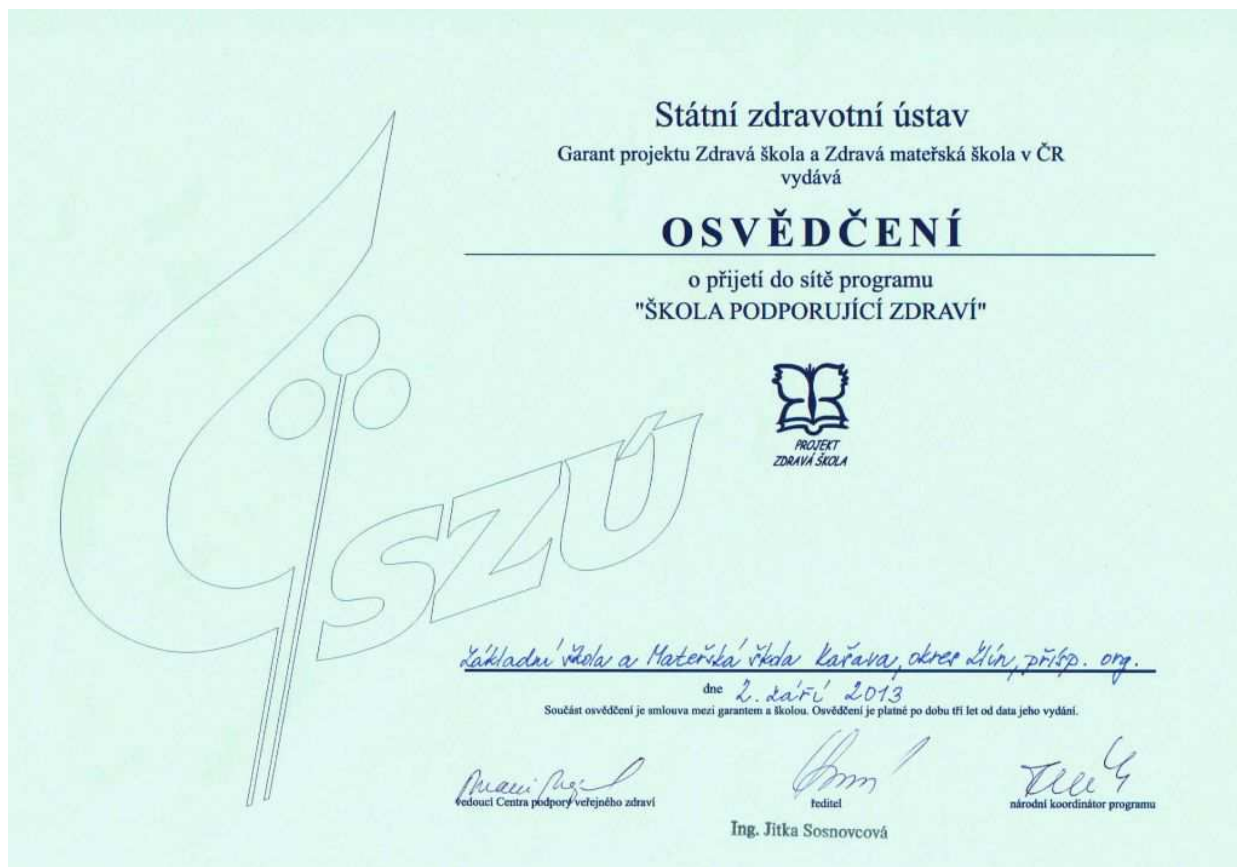 Státní zdravotní ústav
Garant projektu Zdravá škola a Zdravá mateřská škola v ČR
vydává
OSVĚDČENÍ
o přijetí do sítě programu
"ŠKOLA PODPORUJÍCÍ ZDRAVÍ"
PROJEKT
ZDRAVÁ ŠKOLA
SZÚ
Základní škola a Mateřská škola Kašava, okres Zlín, přísp. org.
dne 2. září 2013
Součást osvědčení je smlouva mezi garantem a školou. Osvědčení je platné po dobu tří let od data jeho vydání.
vedoucí Centra podpory veřejného zdraví
ředitel
národní koordinátor programu
Ing. Jitka Sosnovcová